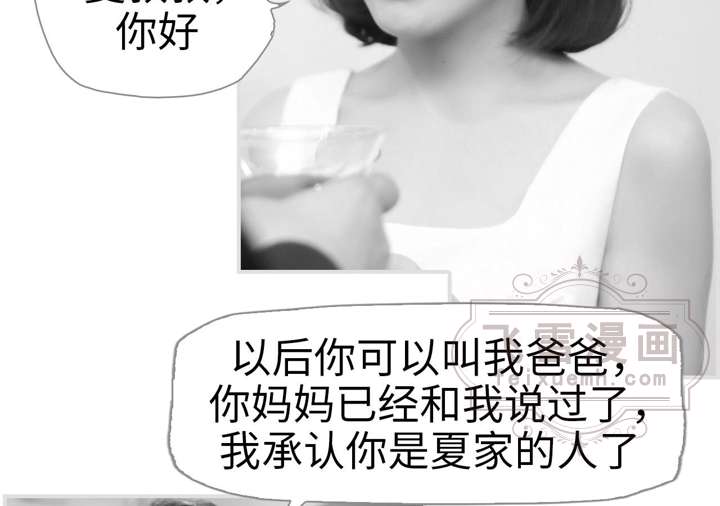 你好
飞雪漫画
feixuemh.com
以后你可以叫我爸爸，
你妈妈已经和我说过了，
我承认你是夏家的人了